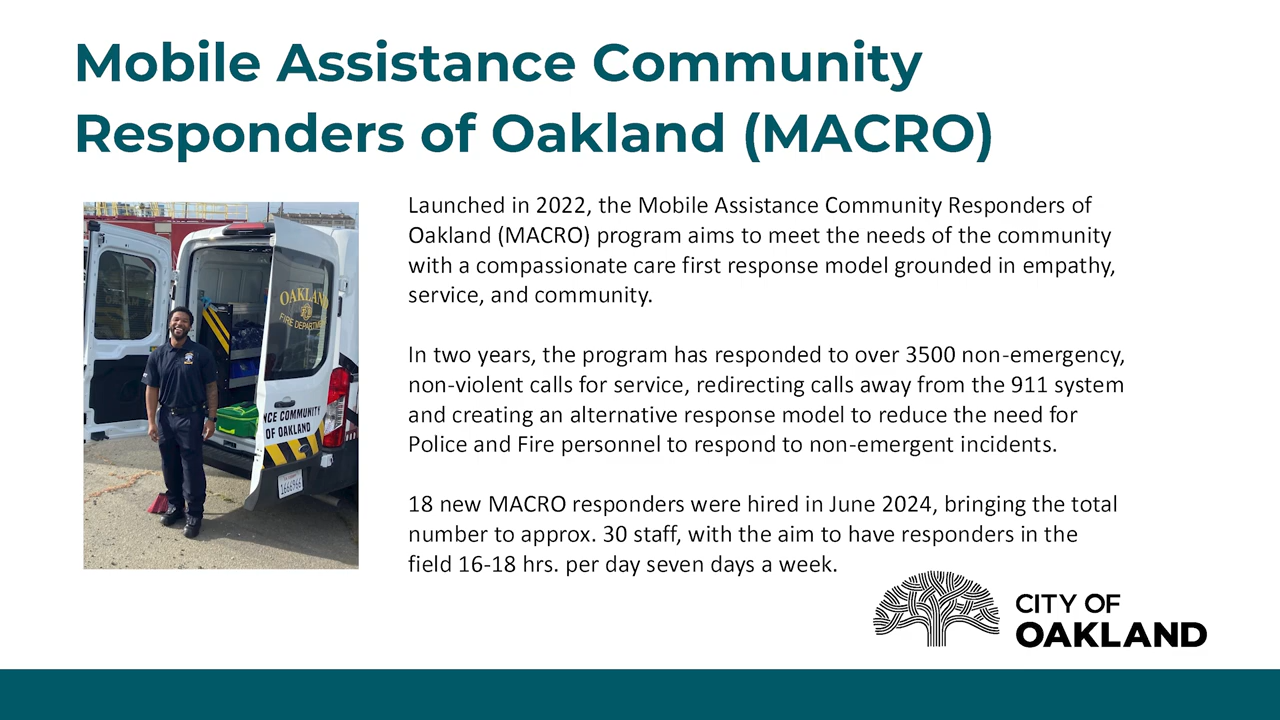 Mobile Assistance Community
Responders of Oakland (MACRO)
Launched in 2022, the Mobile Assistance Community Responders of
Oakland (MACRO) program aims to meet the needs of the community
with a compassionate care first response model grounded in empathy,
service, and community.
In two years, the program has responded to over 3500 non-emergency,
non-violent calls for service, redirecting calls away from the 911 system
and creating an alternative response model to reduce the need for
Police and Fire personnel to respond to non-emergent incidents.
18 new MACRO responders were hired in June 2024, bringing the total
number to approx. 30 staff, with the aim to have responders in the
field 16-18 hrs. per day seven days a week.
OAKLAND
FIRE DEPARTMENT
NCE COMMUNITY
OF OAKLAND
CITY OF
OAKLAND